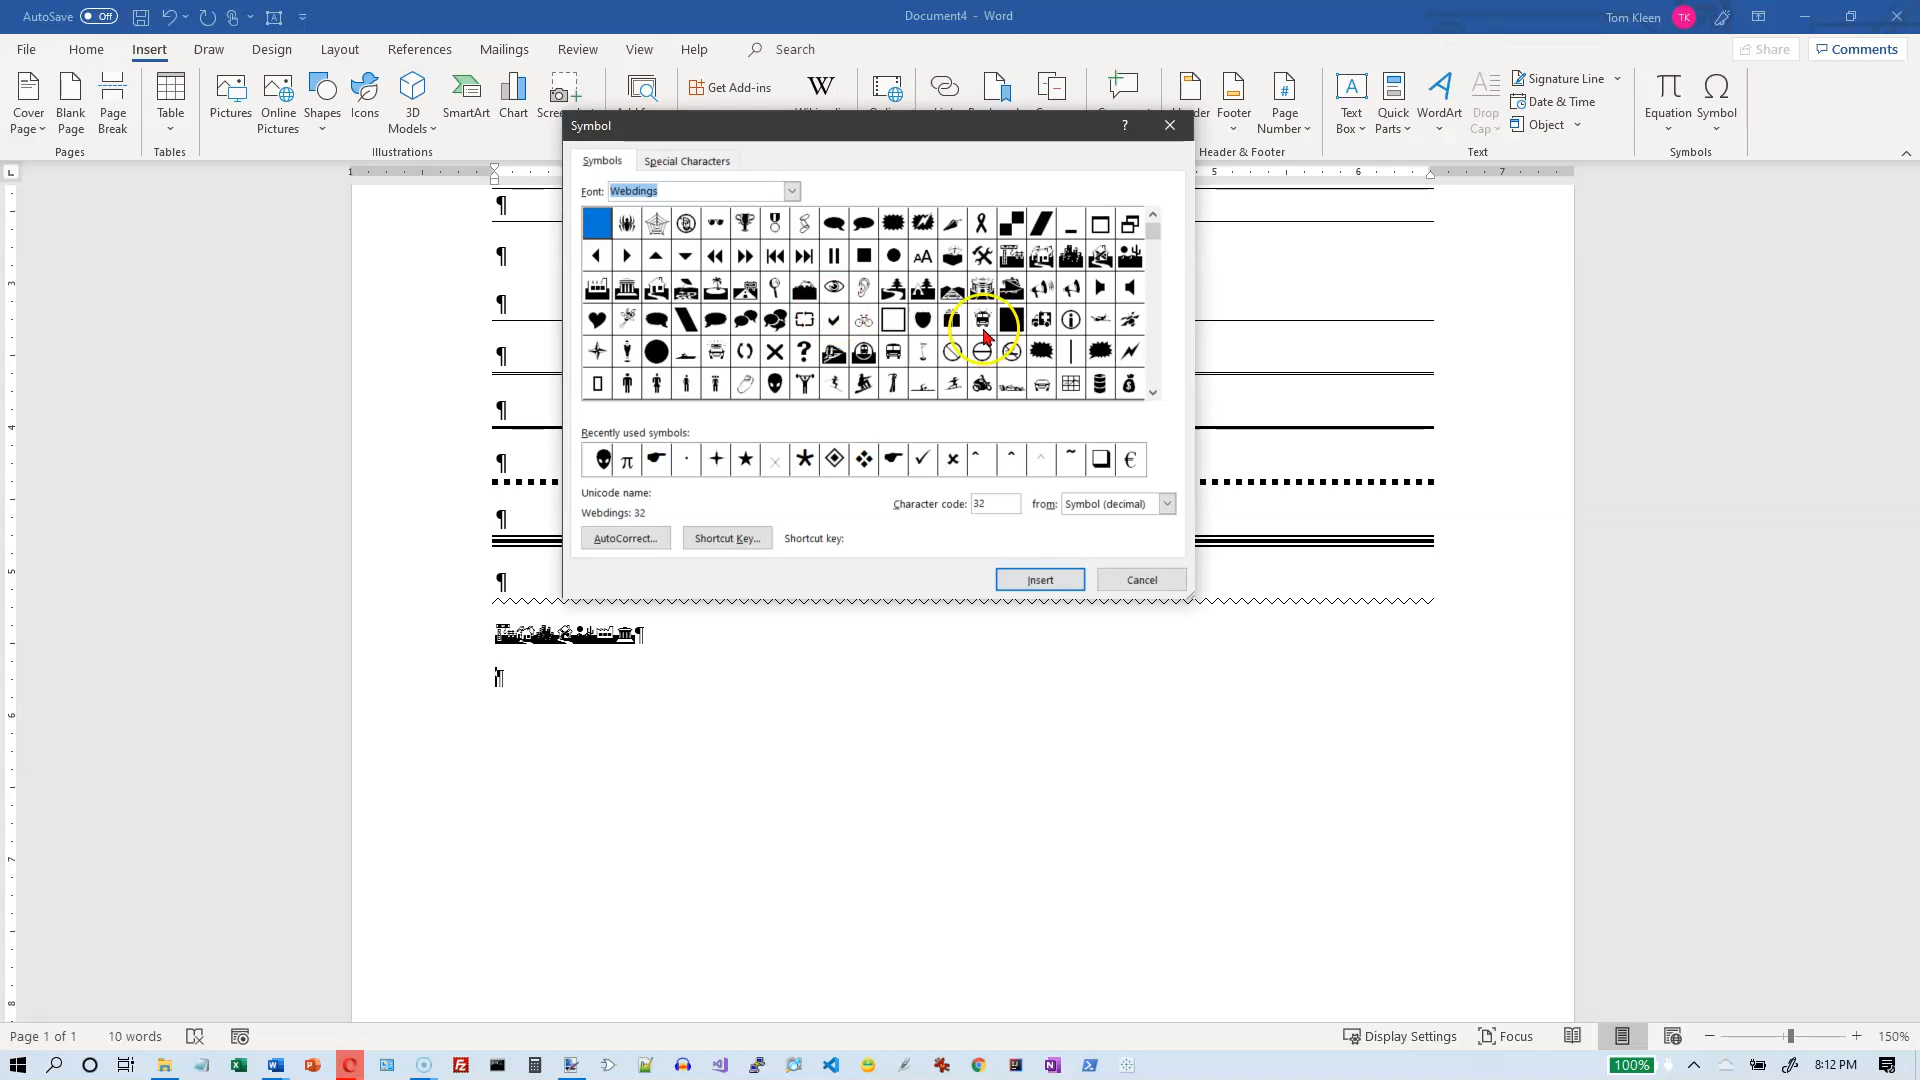 AutoSave Off
Document4 - Word
Tom Kleen TK
File Home Insert Draw Design Layout References Mailings Review View Help Search Share Comments
Cover Page
Blank Page
Page Break
Pages
Table
Tables
Pictures
Online Pictures
Shapes
Icons
3D Models
SmartArt
Chart
Illustrations
Get Add-ins
W
Header
Footer
Page Number
Header & Footer
Text Box
Quick Parts
WordArt
Drop Cap
Signature Line
Date & Time
Object
Text
Equation
Symbol
Symbols
Symbol
Symbols Special Characters
Font: Webdings
Recently used symbols:
Unicode name:
Webdings: 32
Character code: 32 from: Symbol (decimal)
AutoCorrect... Shortcut Key... Shortcut key:
Insert Cancel
Page 1 of 1 10 words
Display Settings Focus 150%
100% 8:12 PM